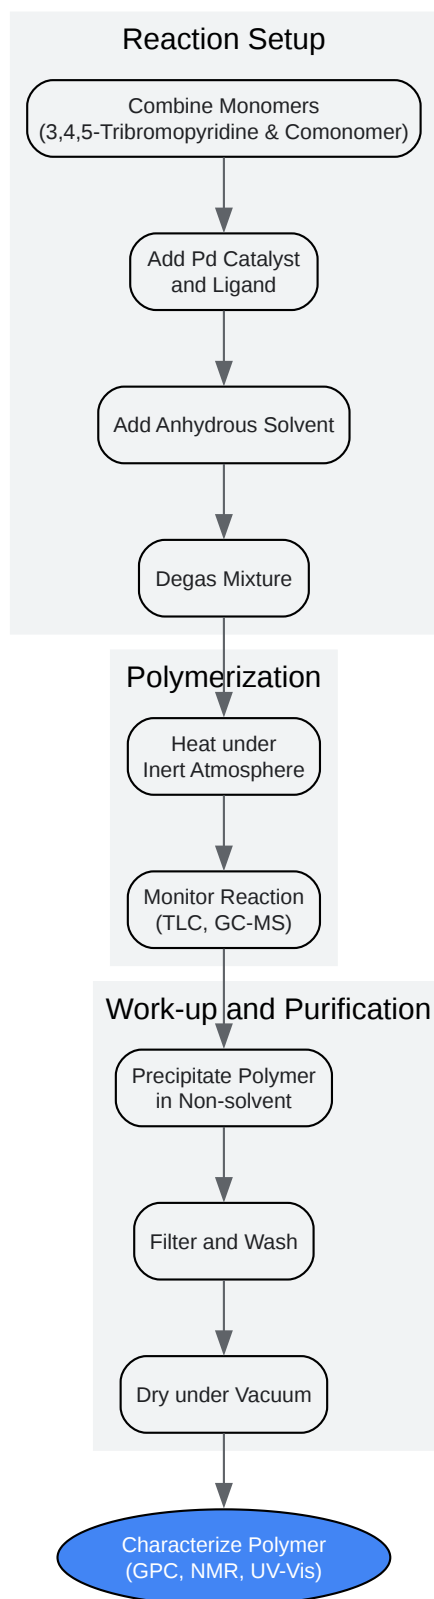 Reaction Setup
Combine Monomers
(3,4,5-Tribromopyridine & Comonomer)
Add Pd Catalyst
and Ligand
Add Anhydrous Solvent
Degas Mixture
Polymerization
Heat under
Inert Atmosphere
Monitor Reaction
(TLC, GC-MS)
Work-up and Purification
Precipitate Polymer
in Non-solvent
Filter and Wash
Dry under Vacuum
Characterize Polymer
(GPC, NMR, UV-Vis)